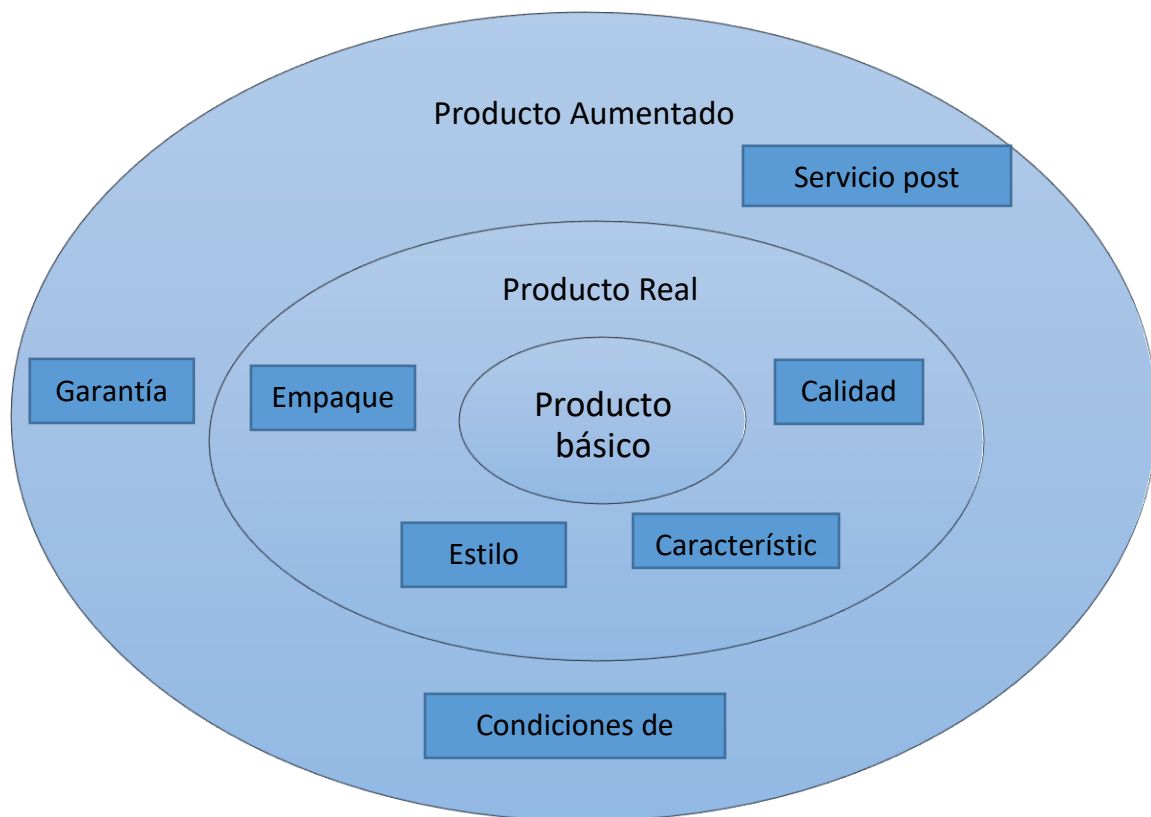 Producto Aumentado
Servicio post
Producto Real
Garantía
Empaque
Producto
básico
Calidad
Estilo
Característic
Condiciones de